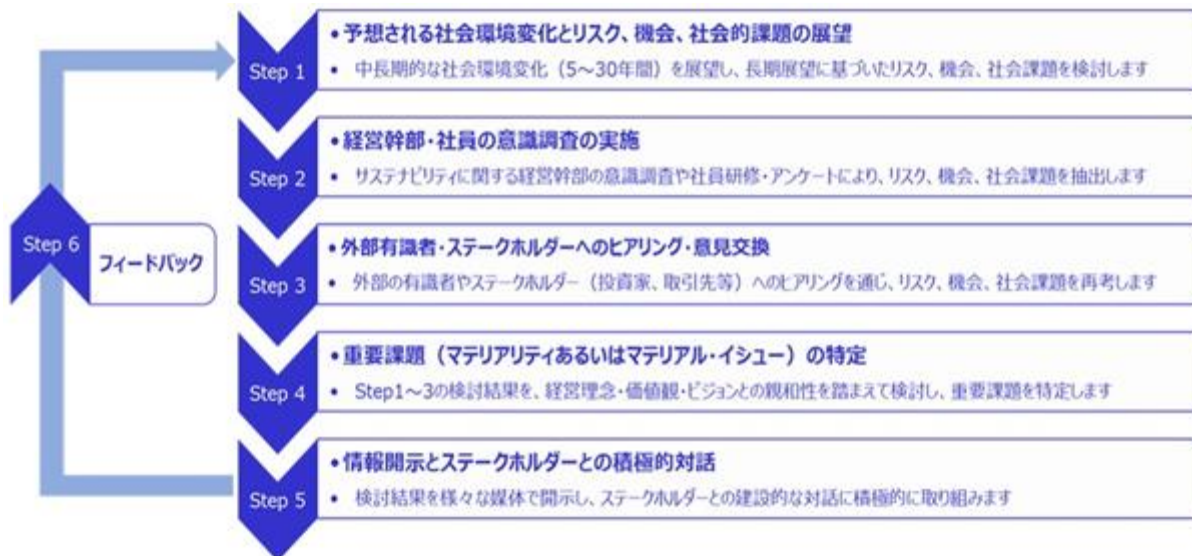 Step 1
• 予想される社会環境変化とリスク、機会、社会的課題の展望
• 中長期的な社会環境変化（5～30年間）を展望し、長期展望に基づいたリスク、機会、社会課題を検討します
Step 2
• 経営幹部・社員の意識調査の実施
• サステナビリティに関する経営幹部の意識調査や社員研修・アンケートにより、リスク、機会、社会課題を抽出します
Step 3
• 外部有識者・ステークホルダーへのヒアリング・意見交換
• 外部の有識者やステークホルダー（投資家、取引先等）へのヒアリングを通じ、リスク、機会、社会課題を再考します
Step 4
• 重要課題（マテリアリティあるいはマテリアル・イシュー）の特定
• Step1～3の検討結果を、経営理念・価値観・ビジョンとの親和性を踏まえて検討し、重要課題を特定します
Step 5
• 情報開示とステークホルダーとの積極的対話
• 検討結果を様々な媒体で開示し、ステークホルダーとの建設的な対話に積極的に取り組みます
Step 6
フィードバック